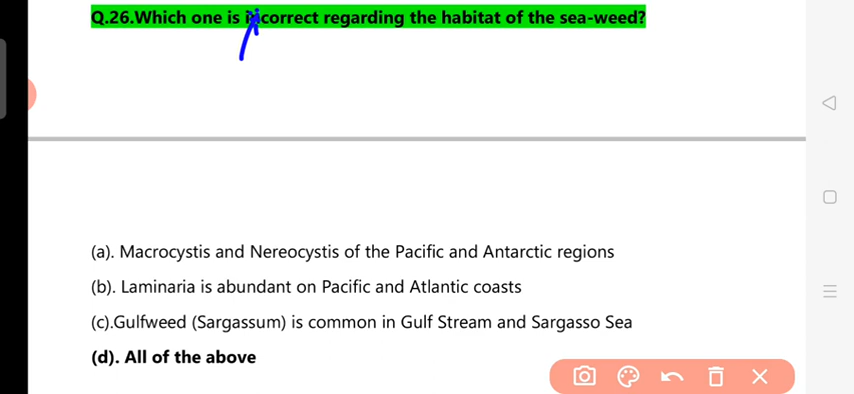 Q.26.Which one is incorrect regarding the habitat of the sea-weed?
(a). Macrocystis and Nereocystis of the Pacific and Antarctic regions
(b). Laminaria is abundant on Pacific and Atlantic coasts
(c).Gulfweed (Sargassum) is common in Gulf Stream and Sargasso Sea
(d). All of the above